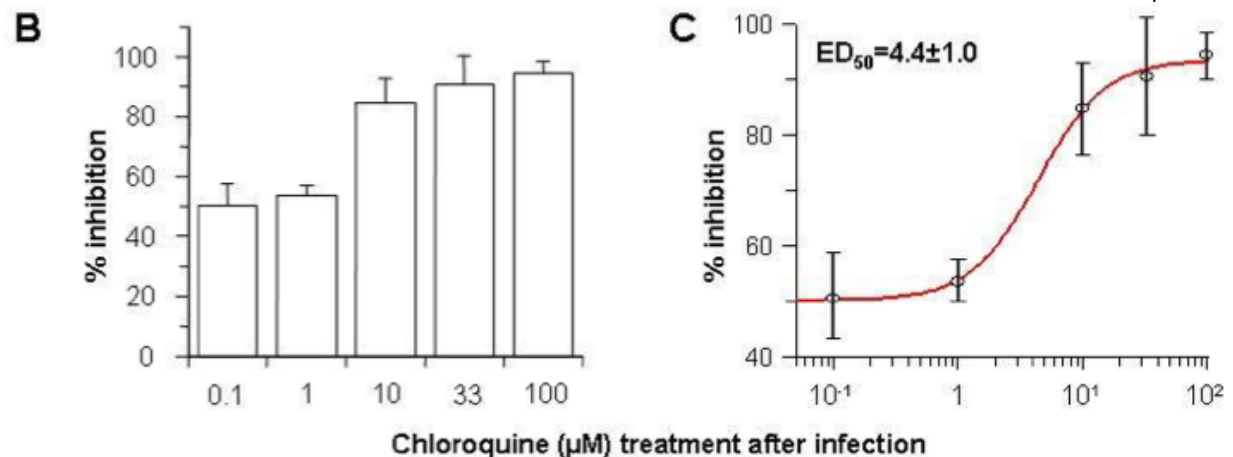 B
% inhibition
100
80
60
40
20
0
0.1 1 10 33 100
C
ED₅₀=4.4±1.0
% inhibition
100
80
60
40
10⁻¹ 1 10¹ 10²
Chloroquine (µM) treatment after infection